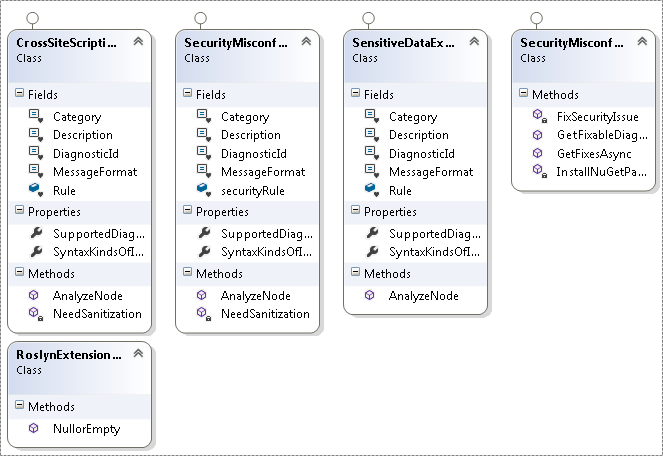 CrossSiteScripti...
Class
Fields
Category
Description
DiagnosticId
MessageFormat
Rule
Properties
SupportedDiag...
SyntaxKindsOfI...
Methods
AnalyzeNode
NeedSanitization
SecurityMisconf...
Class
Fields
Category
Description
DiagnosticId
MessageFormat
securityRule
Properties
SupportedDiag...
SyntaxKindsOfI...
Methods
AnalyzeNode
NeedSanitization
SensitiveDataEx...
Class
Fields
Category
Description
DiagnosticId
MessageFormat
Rule
Properties
SupportedDiag...
SyntaxKindsOfI...
Methods
AnalyzeNode
SecurityMisconf...
Class
Methods
FixSecurityIssue
GetFixableDiag...
GetFixesAsync
InstallNuGetPa...
RoslynExtension...
Class
Methods
NullorEmpty